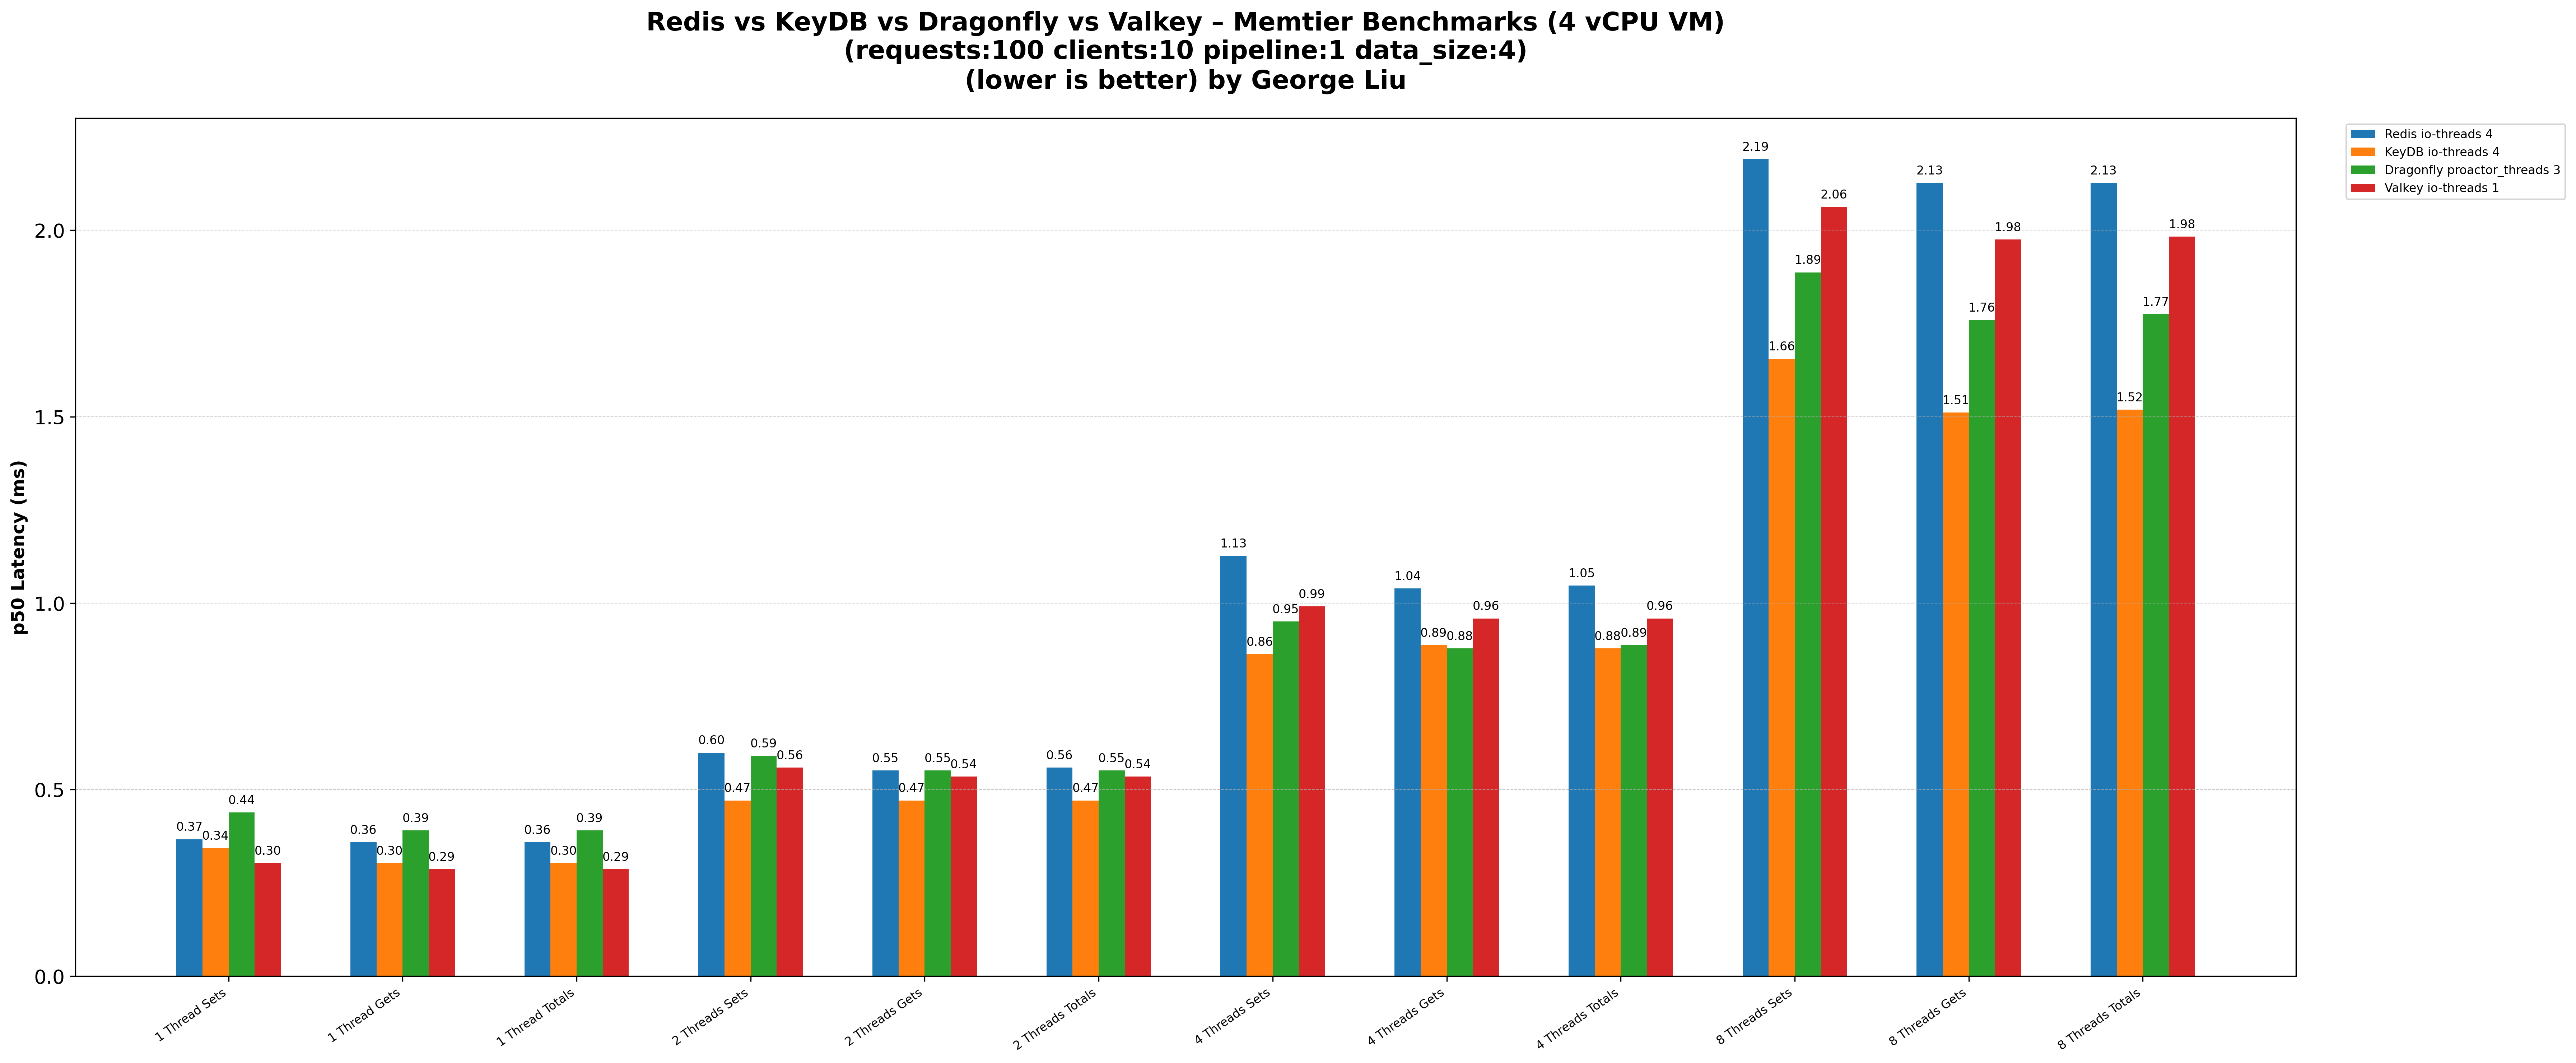 Redis vs KeyDB vs Dragonfly vs Valkey – Memtier Benchmarks (4 vCPU VM)
(requests:100 clients:10 pipeline:1 data_size:4)
(lower is better) by George Liu
Redis io-threads 4
KeyDB io-threads 4
Dragonfly proactor_threads 3
Valkey io-threads 1
p50 Latency (ms)
2.0
1.5
1.0
0.5
0.0
0.37 0.34 0.44 0.30
0.36 0.30 0.39 0.29
0.36 0.30 0.39 0.29
0.60 0.47 0.59 0.56
0.55 0.47 0.55 0.54
0.56 0.47 0.55 0.54
1.13 0.86 0.95 0.99
1.04 0.89 0.88 0.96
1.05 0.88 0.89 0.96
2.19 1.66 1.89 2.06
2.13 1.51 1.76 1.98
2.13 1.52 1.77 1.98
1 Thread Sets
1 Thread Gets
1 Thread Totals
2 Threads Sets
2 Threads Gets
2 Threads Totals
4 Threads Sets
4 Threads Gets
4 Threads Totals
8 Threads Sets
8 Threads Gets
8 Threads Totals